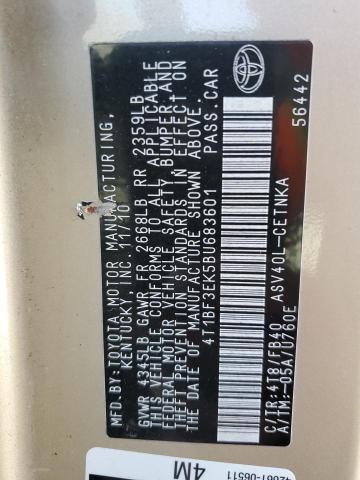 MFD.BY:TOYOTA MOTOR MANUFACTURING,
KENTUCKY, INC. 11/10
GVWR 4345LB GAWR FR 2668LB RR 2359LB
THIS VEHICLE CONFORMS TO ALL APPLICABLE
FEDERAL MOTOR VEHICLE SAFETY, BUMPER AND
THEFT PREVENTION STANDARDS IN EFFECT ON
THE DATE OF MANUFACTURE SHOWN ABOVE.
4T1BF3EK5BU683601 PASS.CAR
C/TR:4T8/FB40 ASV40L-CETNKA
A/TM:-05A/U760E 56442
42661-06511
4M